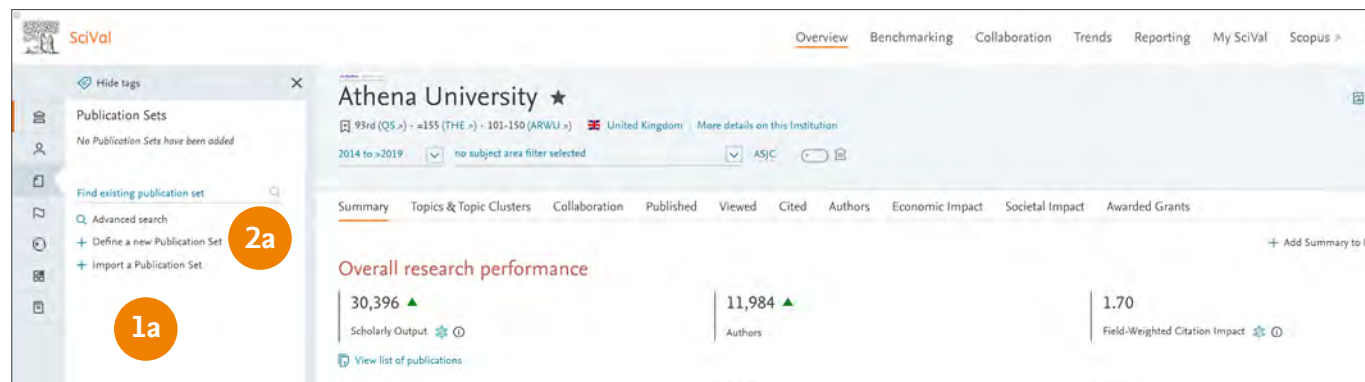 SciVal
Overview Benchmarking Collaboration Trends Reporting My SciVal Scopus >
Hide tags
Publication Sets
No Publication Sets have been added
Find existing publication set
Advanced search
+ Define a new Publication Set
2a
+ Import a Publication Set
1a
Athena University ★
93rd (QS >) - =155 (THE >) - 101-150 (ARWU >) United Kingdom More details on this Institution
2014 to >2019 no subject area filter selected ASJC
Summary Topics & Topic Clusters Collaboration Published Viewed Cited Authors Economic Impact Societal Impact Awarded Grants
+ Add Summary to
Overall research performance
30,396 ▲ 11,984 ▲ 1.70
Scholarly Output Authors Field-Weighted Citation Impact
View list of publications